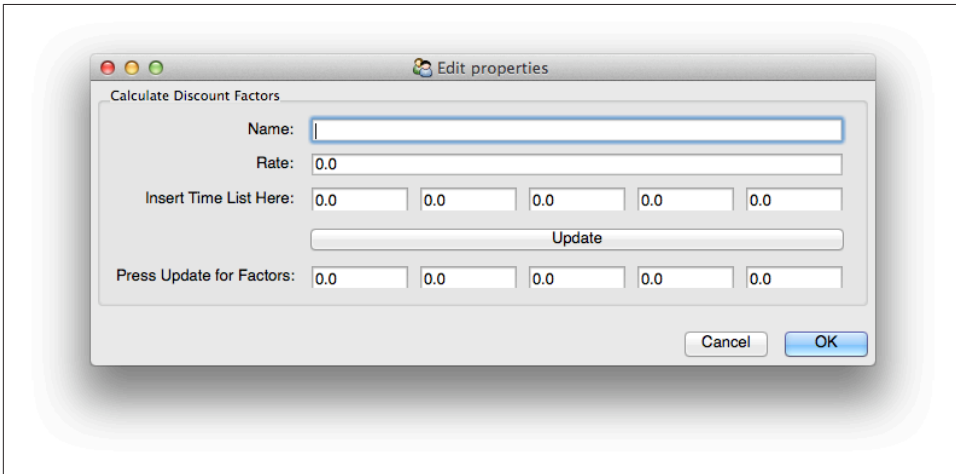 Edit properties
Calculate Discount Factors
Name:
Rate: 0.0
Insert Time List Here: 0.0 0.0 0.0 0.0 0.0
Update
Press Update for Factors: 0.0 0.0 0.0 0.0 0.0
Cancel OK